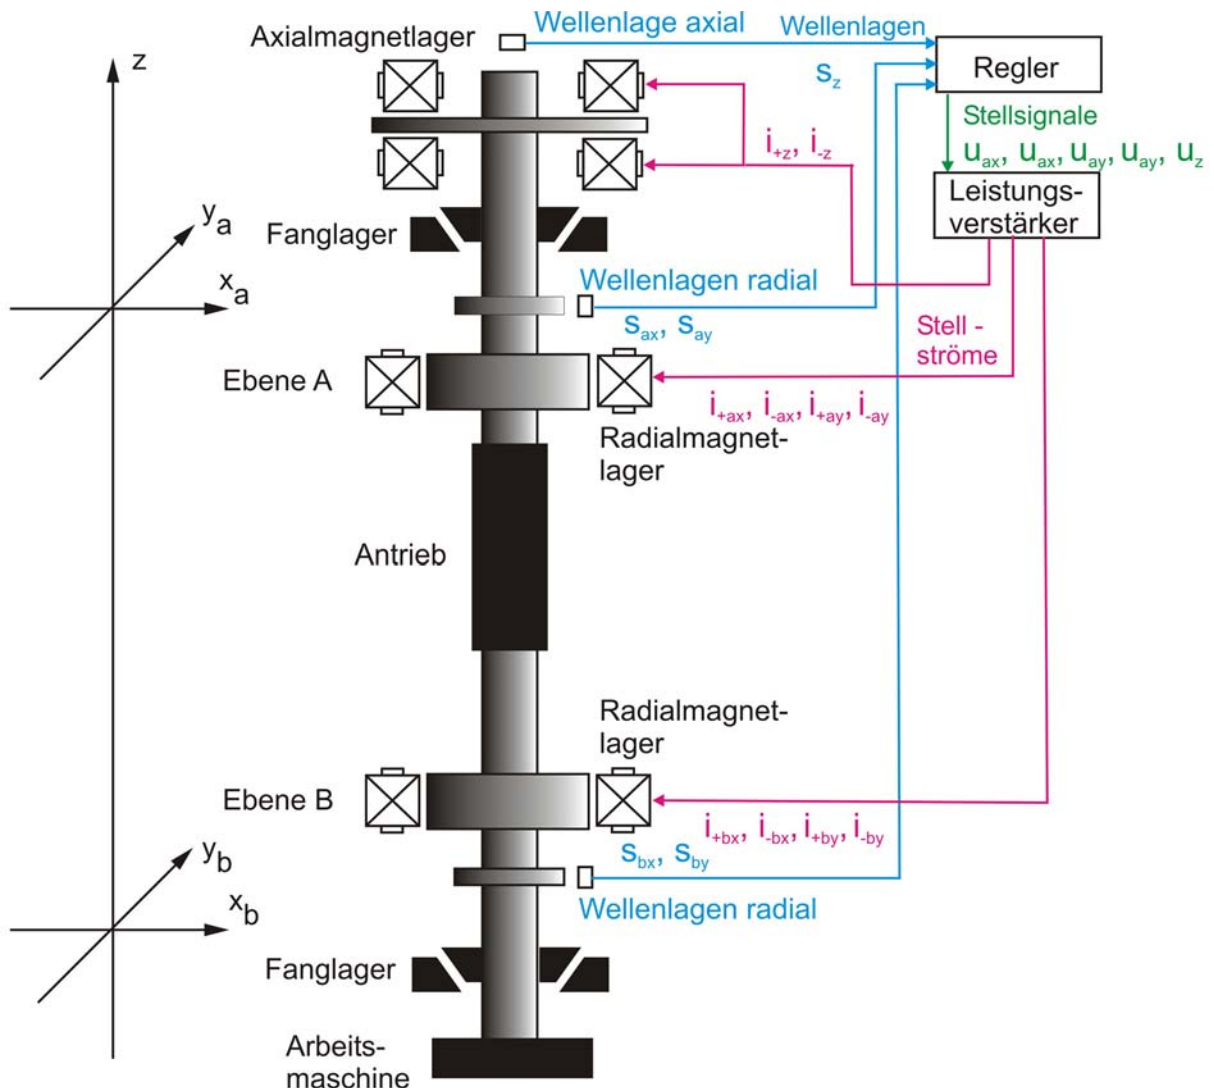 Wellenlage axial
Wellenlagen
Axialmagnetlager
z
Regler
s_z
Stellsignale
i_+z, i_-z
u_ax, u_ax, u_ay, u_ay, u_z
Leistungs-
verstärker
y_a
Fanglager
x_a
Wellenlagen radial
s_ax, s_ay
Stell -
ströme
Ebene A
i_+ax, i_-ax, i_+ay, i_-ay
Radialmagnet-
lager
Antrieb
Radialmagnet-
lager
Ebene B
i_+bx, i_-bx, i_+by, i_-by
s_bx, s_by
y_b
x_b
Wellenlagen radial
Fanglager
Arbeits-
maschine